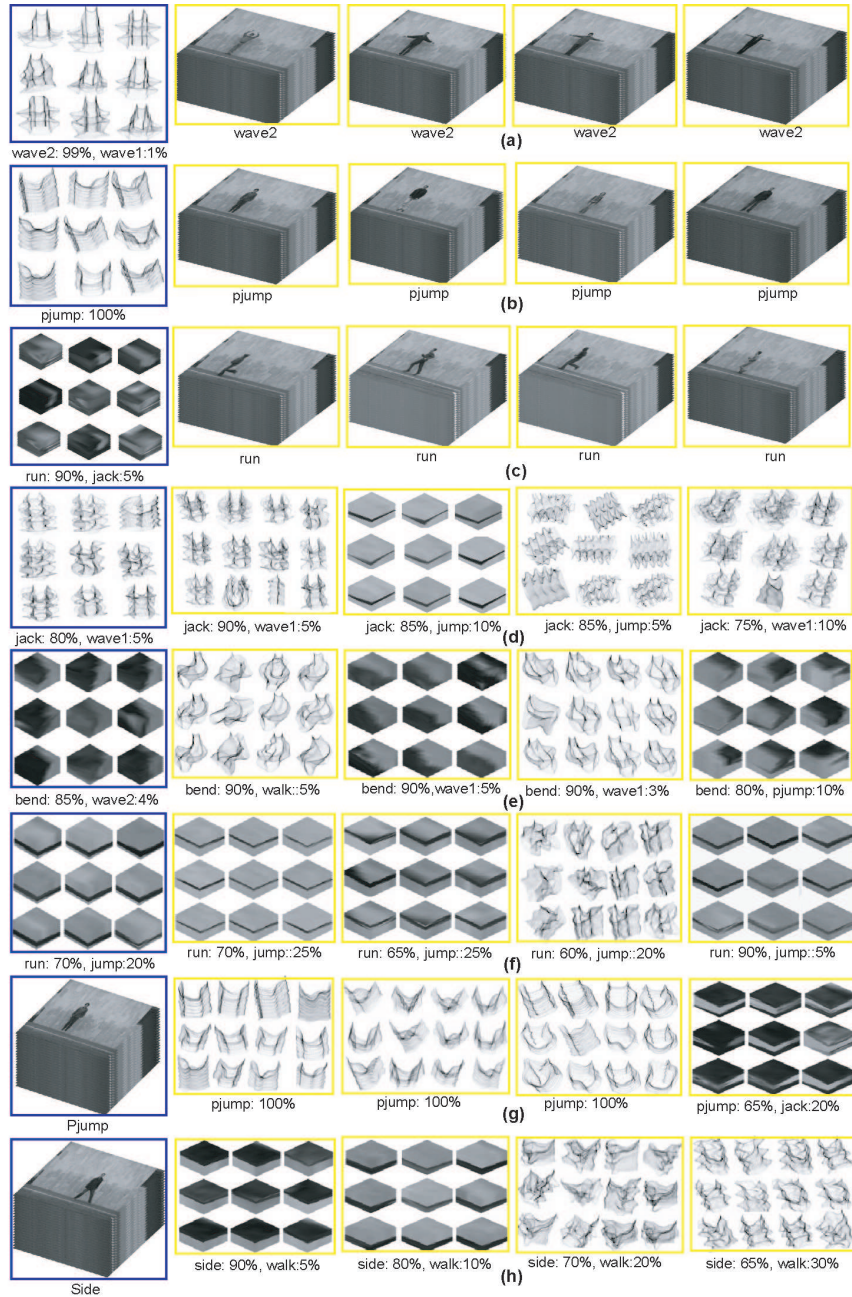 wave2: 99%, wave1:1%
wave2
wave2
wave2
wave2
(a)
pjump: 100%
pjump
pjump
pjump
pjump
(b)
run: 90%, jack:5%
run
run
run
run
(c)
jack: 80%, wave1:5%
jack: 90%, wave1:5%
jack: 85%, jump:10%
jack: 85%, jump:5%
jack: 75%, wave1:10%
(d)
bend: 85%, wave2:4%
bend: 90%, walk::5%
bend: 90%,wave1:5%
bend: 90%, wave1:3%
bend: 80%, pjump:10%
(e)
run: 70%, jump:20%
run: 70%, jump::25%
run: 65%, jump::25%
run: 60%, jump::20%
run: 90%, jump::5%
(f)
Pjump
pjump: 100%
pjump: 100%
pjump: 100%
pjump: 65%, jack:20%
(g)
Side
side: 90%, walk:5%
side: 80%, walk:10%
side: 70%, walk:20%
side: 65%, walk:30%
(h)